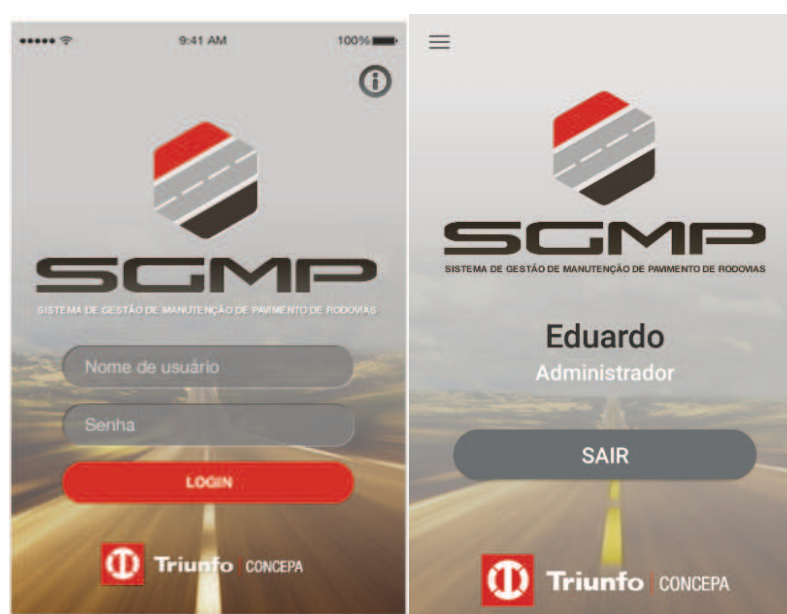 9:41 AM
100%
SGMP
SISTEMA DE GESTÃO DE MANUTENÇÃO DE PAVIMENTO DE RODOVIAS
Nome de usuário
Senha
LOGIN
Triunfo CONCEPA
SGMP
SISTEMA DE GESTÃO DE MANUTENÇÃO DE PAVIMENTO DE RODOVIAS
Eduardo
Administrador
SAIR
Triunfo CONCEPA